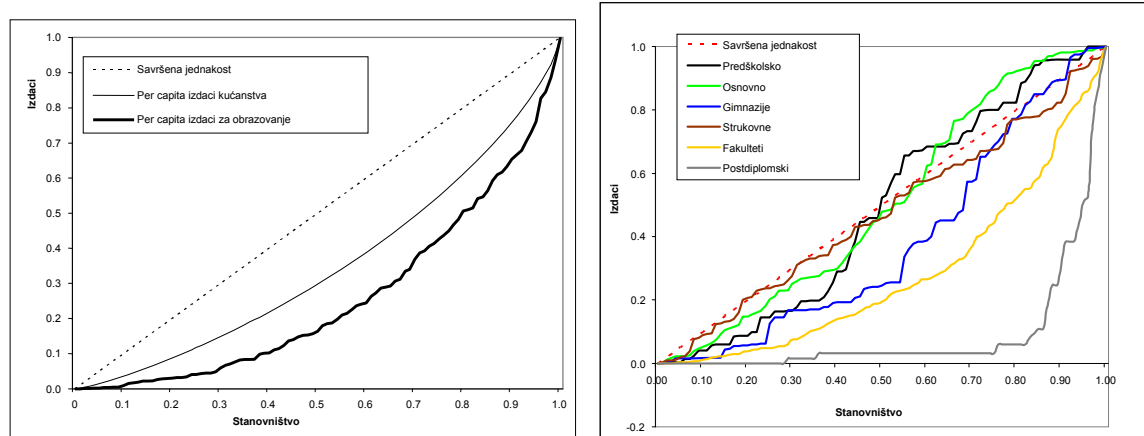 1.0
0.9
0.8
0.7
0.6
0.5
0.4
0.3
0.2
0.1
0.0
Izdaci
Savršena jednakost
Per capita izdaci kućanstva
Per capita izdaci za obrazovanje
0.0 0.1 0.2 0.3 0.4 0.5 0.6 0.7 0.8 0.9 1.0
Stanovništvo
1.0
0.8
0.6
0.4
0.2
0.0
-0.2
Izdaci
Savršena jednakost
Predškolsko
Osnovno
Gimnazije
Strukovne
Fakulteti
Postdiplomski
0.00 0.10 0.20 0.30 0.40 0.50 0.60 0.70 0.80 0.90 1.00
Stanovništvo